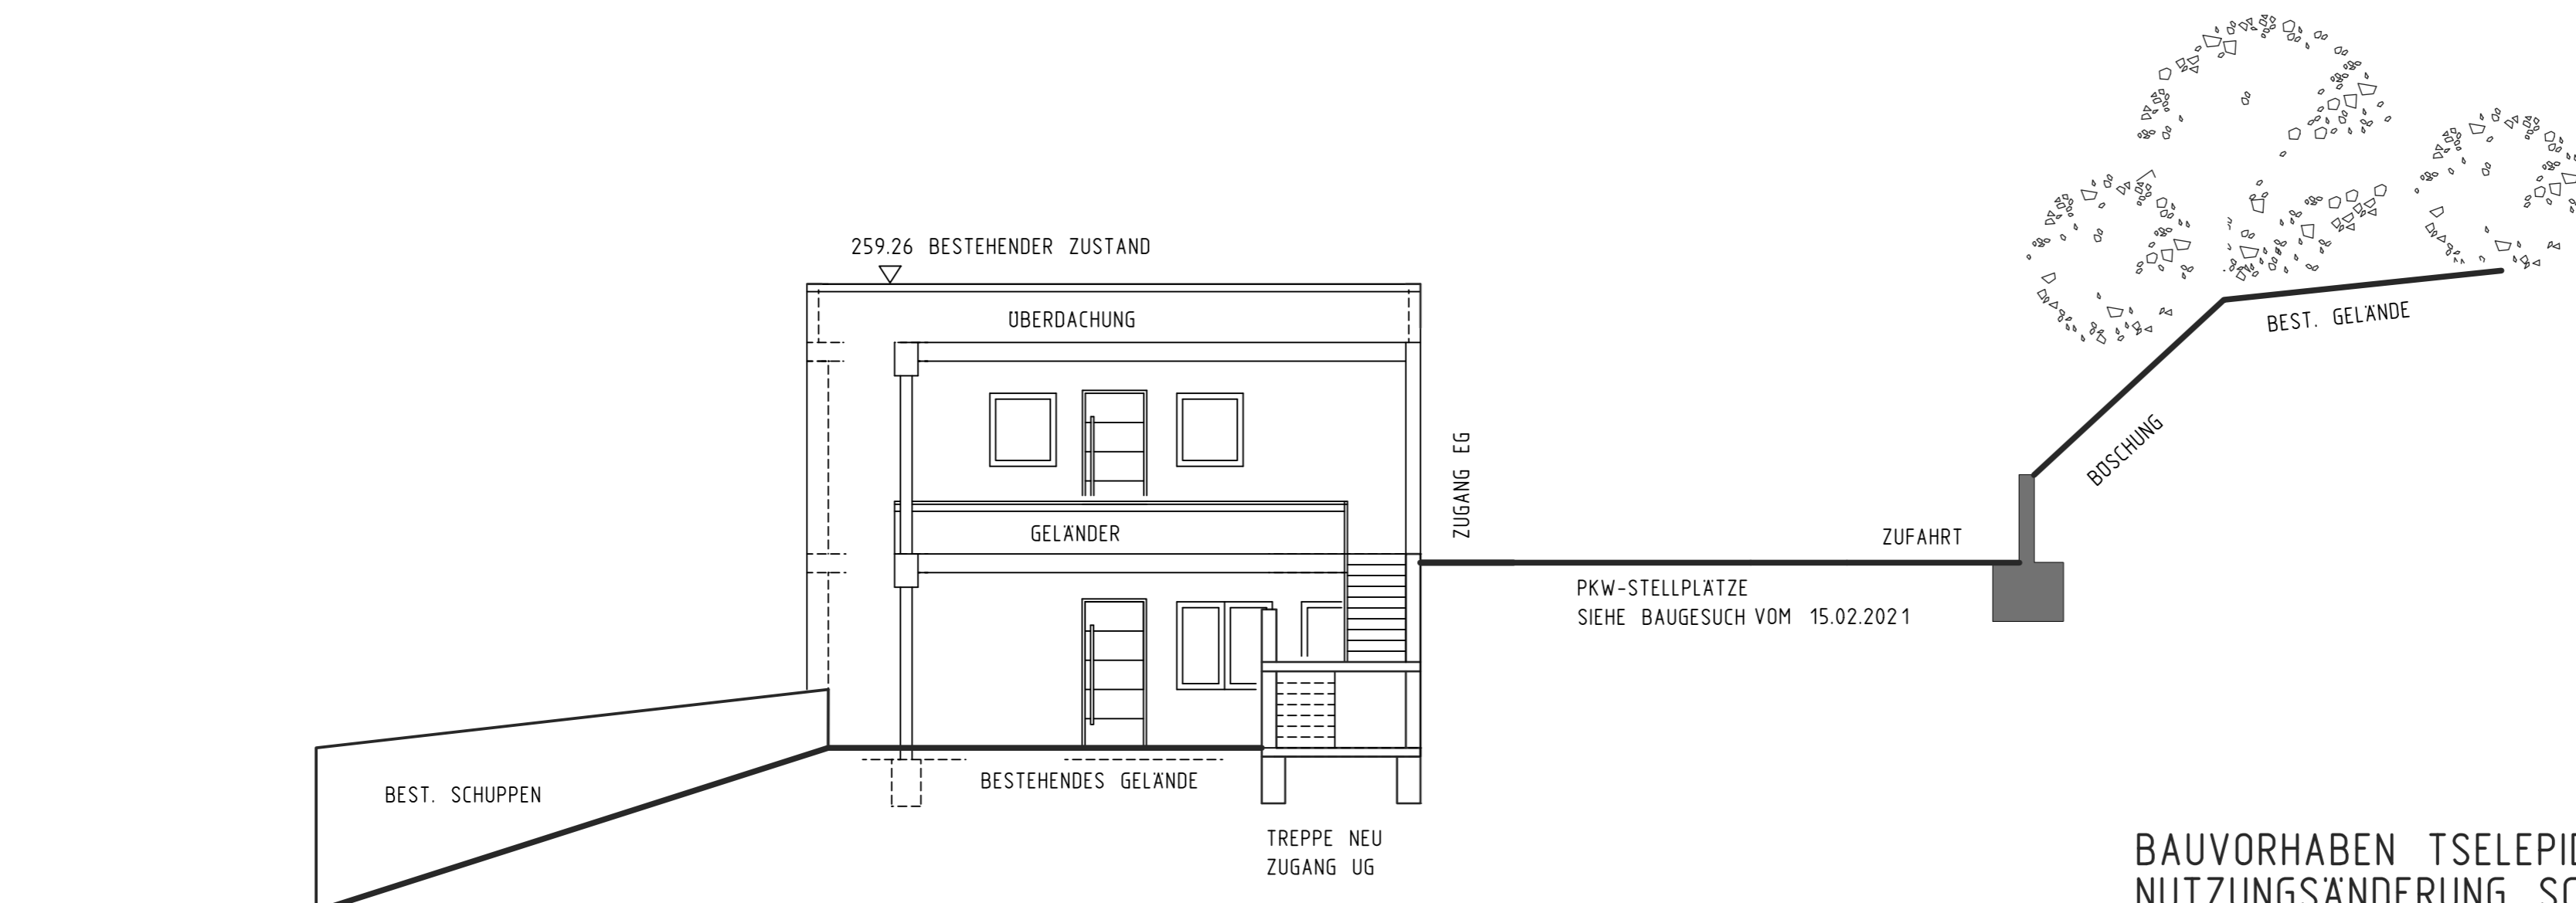 259.26 BESTEHENDER ZUSTAND
ÜBERDACHUNG
BEST. GELÄNDE
BÖSCHUNG
ZUGANG EG
GELÄNDER
ZUFAHRT
PKW-STELLPLÄTZE
SIEHE BAUGESUCH VOM 15.02.2021
BESTEHENDES GELÄNDE
BEST. SCHUPPEN
TREPPE NEU
ZUGANG UG
BAUVORHABEN
NUTZUNGSÄNDERUNG